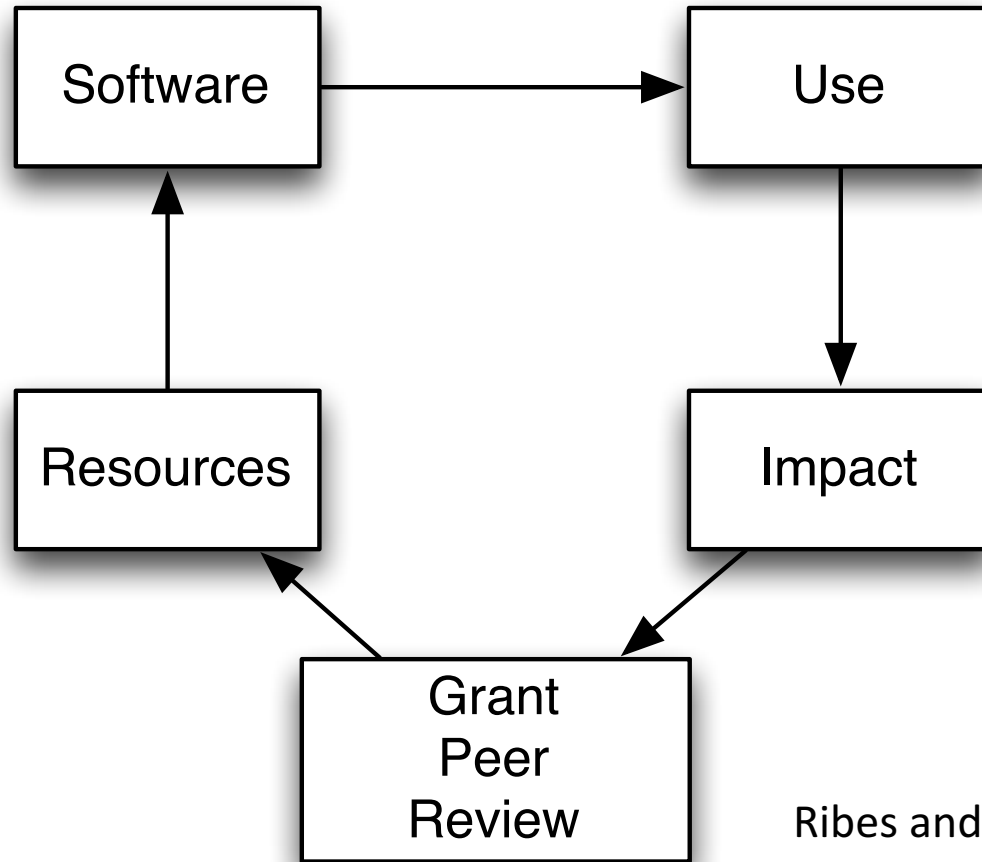 Software
Use
Resources
Impact
Grant
Peer
Review
Ribes and